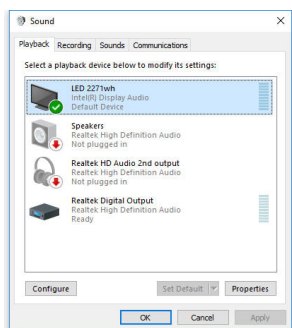 Sound
Playback Recording Sounds Communications
Select a playback device below to modify its settings:
LED 2271wh
Intel(R) Display Audio
Default Device
Speakers
Realtek High Definition Audio
Not plugged in
Realtek HD Audio 2nd output
Realtek High Definition Audio
Not plugged in
Realtek Digital Output
Realtek High Definition Audio
Ready
Configure Set Default Properties
OK Cancel Apply